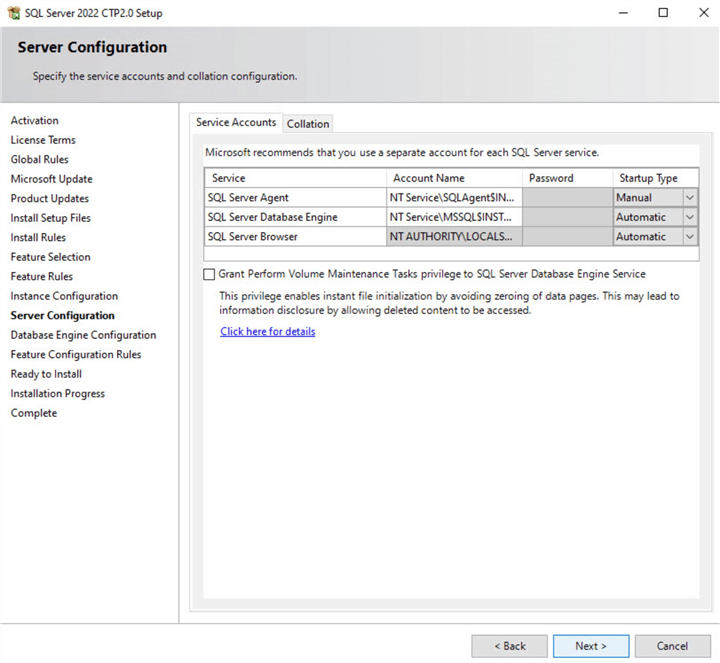 SQL Server 2022 CTP2.0 Setup
Server Configuration
Specify the service accounts and collation configuration.
Activation
License Terms
Global Rules
Microsoft Update
Product Updates
Install Setup Files
Install Rules
Feature Selection
Feature Rules
Instance Configuration
Server Configuration
Database Engine Configuration
Feature Configuration Rules
Ready to Install
Installation Progress
Complete
Service Accounts Collation
Microsoft recommends that you use a separate account for each SQL Server service.
Service Account Name Password Startup Type
SQL Server Agent NT Service\SQLAgent$IN... Manual
SQL Server Database Engine NT Service\MSSQL$INST... Automatic
SQL Server Browser NT AUTHORITY\LOCALS... Automatic
Grant Perform Volume Maintenance Tasks privilege to SQL Server Database Engine Service
This privilege enables instant file initialization by avoiding zeroing of data pages. This may lead to
information disclosure by allowing deleted content to be accessed.
Click here for details
< Back Next > Cancel